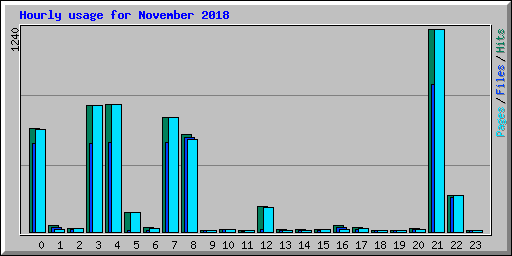 Hourly usage for November 2018
1240
Pages/Files/Hits
0 1 2 3 4 5 6 7 8 9 10 11 12 13 14 15 16 17 18 19 20 21 22 23